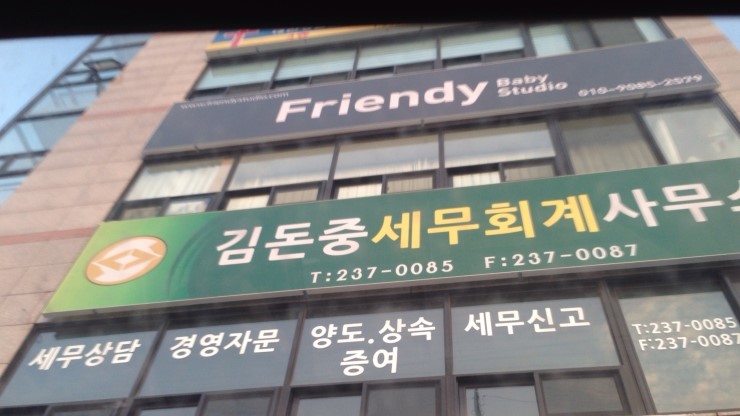 Friendy Baby
Studio 010-9085-2579
김돈중세무회계사무소
T:237-0085 F:237-0087
세무상담
경영자문
양도.상속
증여
세무신고
T:237-0085
F:237-0087